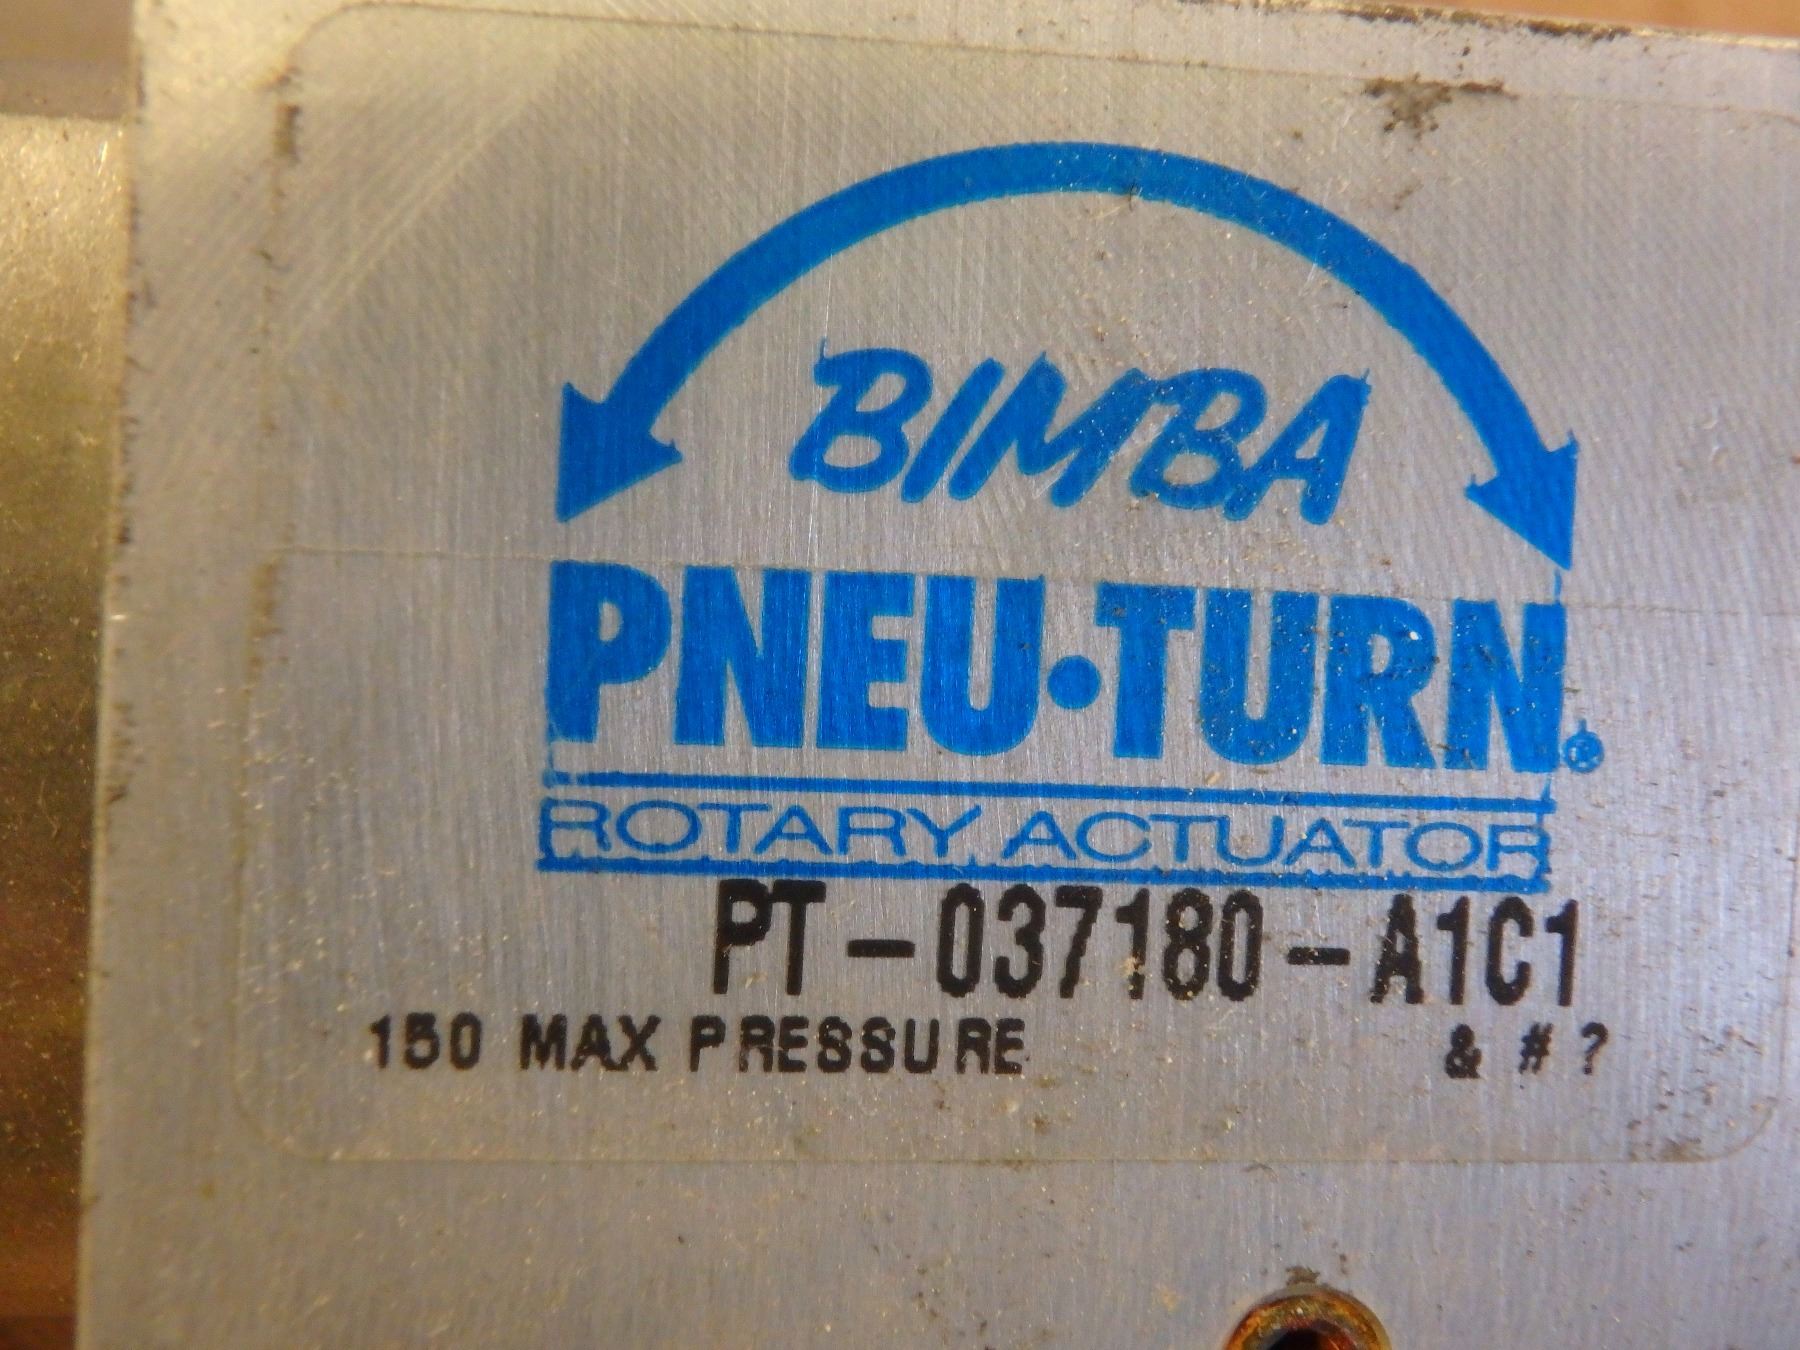 BIMBA
PNEU•TURN®
ROTARY ACTUATOR
PT-037180-A1C1
150 MAX PRESSURE & # ?